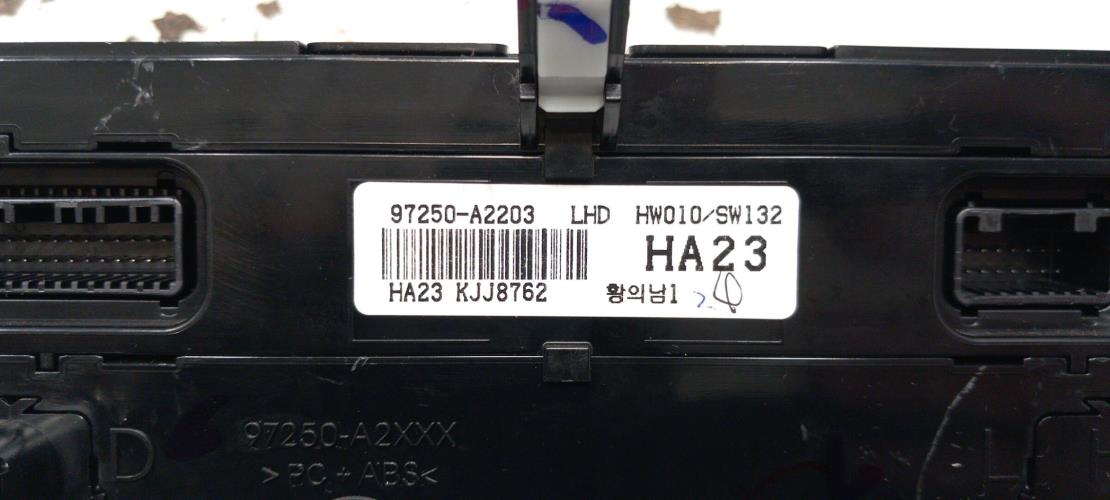 97250-A2203 LHD HW010/SW132
HA23
HA23 KJJ8762 황의남1
97250-A2XXX
D
>PC+ABS<